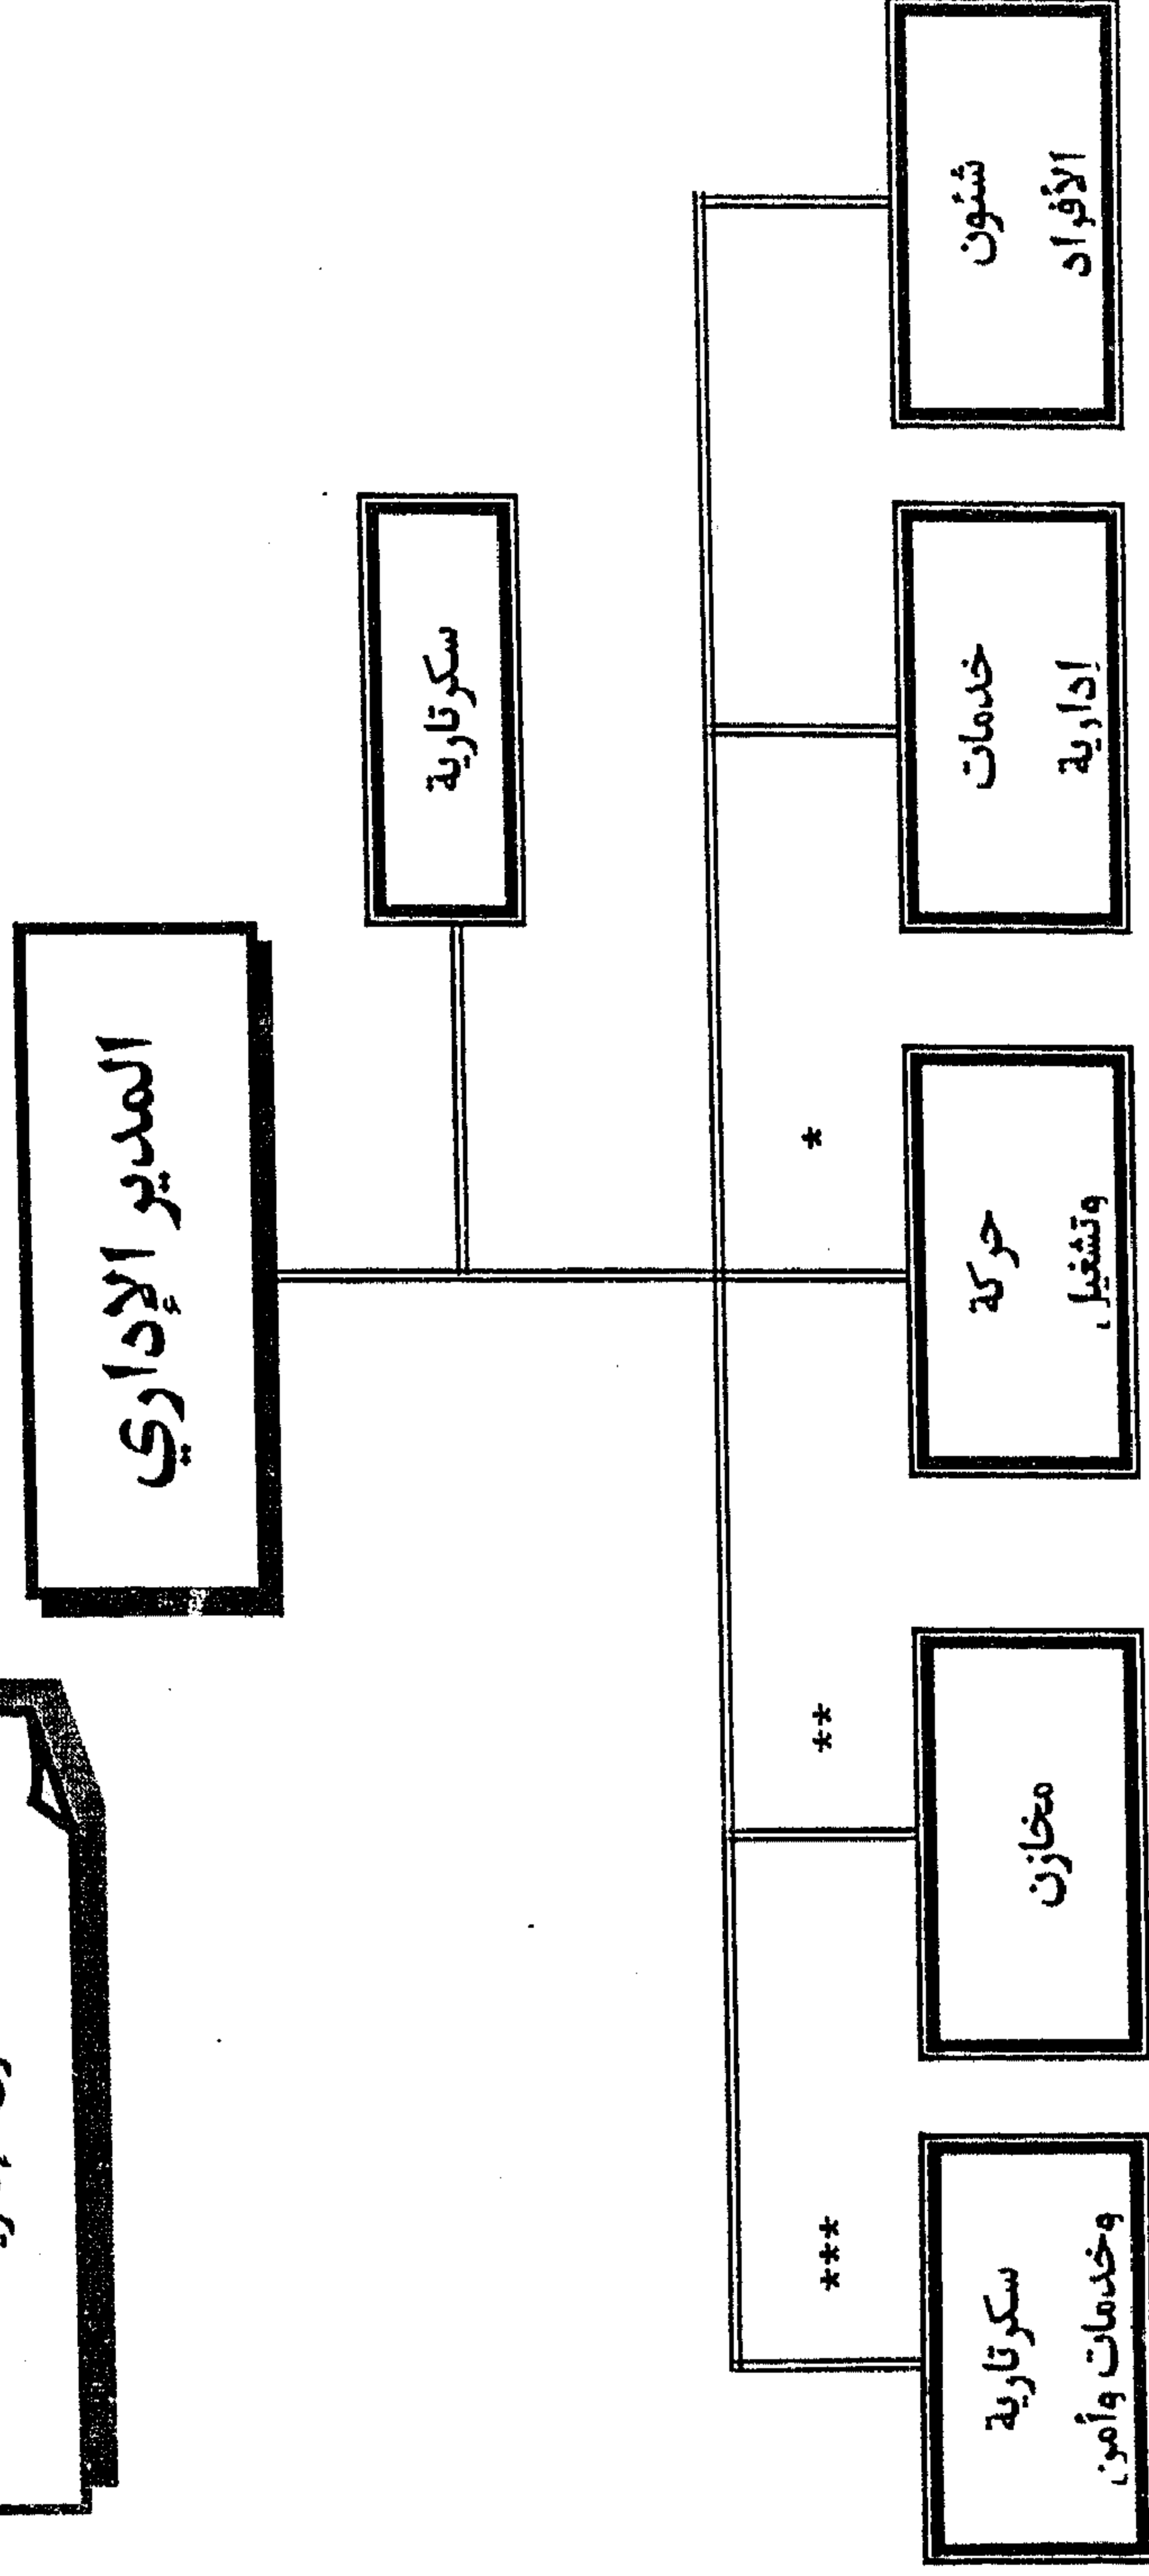 المدير الإداري
سكرتارية
شئون
الأفراد
خدمات
إدارية
*
حركة
وتشغيل
**
مخازن
***
سكرتارية
وخدمات وأمن